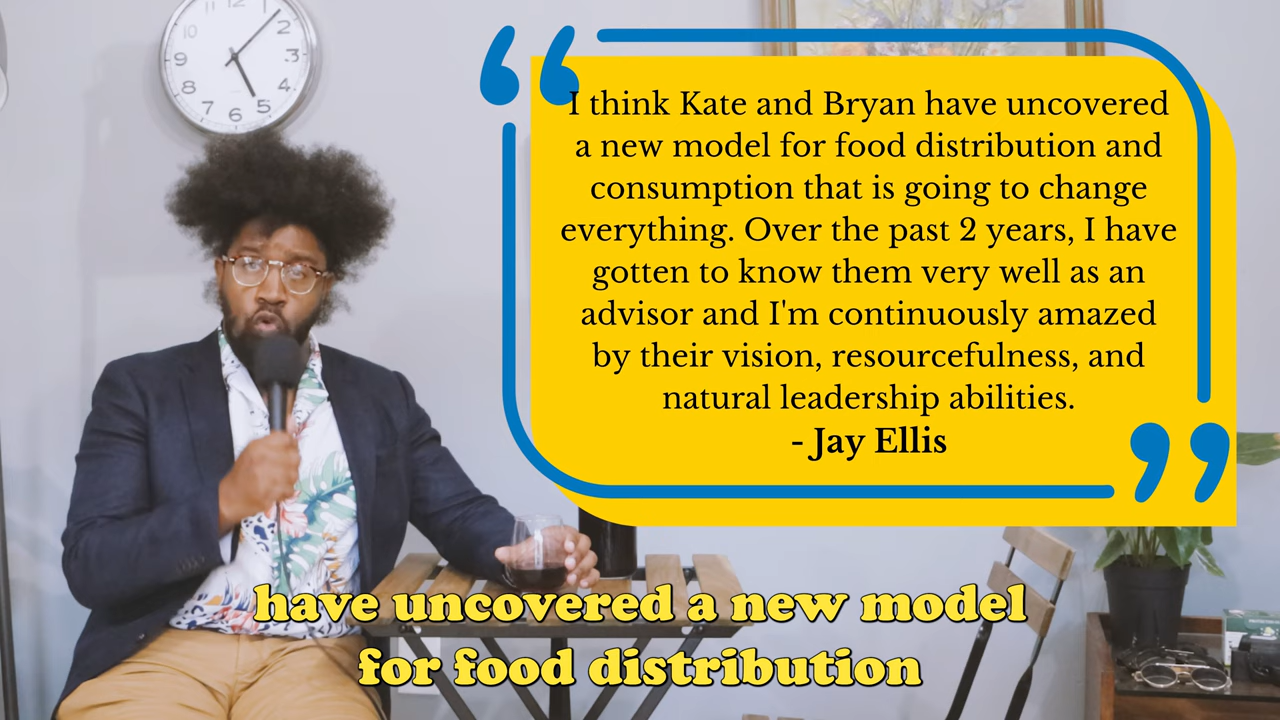 I think Kate and Bryan have uncovered
a new model for food distribution and
consumption that is going to change
everything. Over the past 2 years, I have
gotten to know them very well as an
advisor and I'm continuously amazed
by their vision, resourcefulness, and
natural leadership abilities.
- Jay Ellis
have uncovered a new model
for food distribution